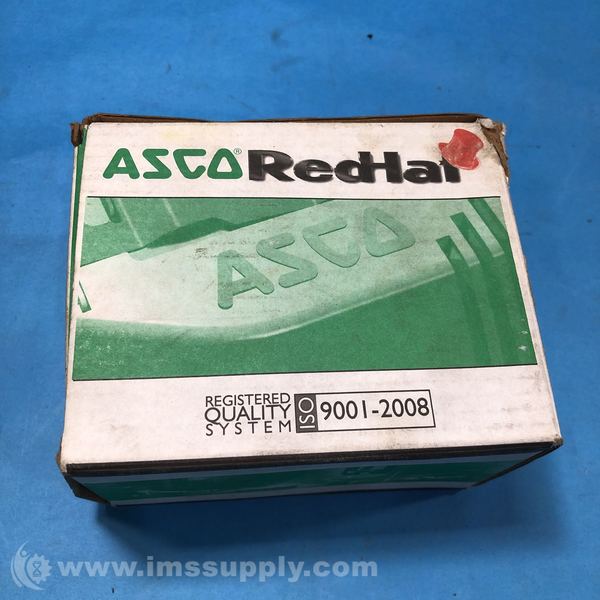 ASCO® RedHat
ASCO
REGISTERED
QUALITY
SYSTEM
ISO 9001-2008
www.imssupply.com